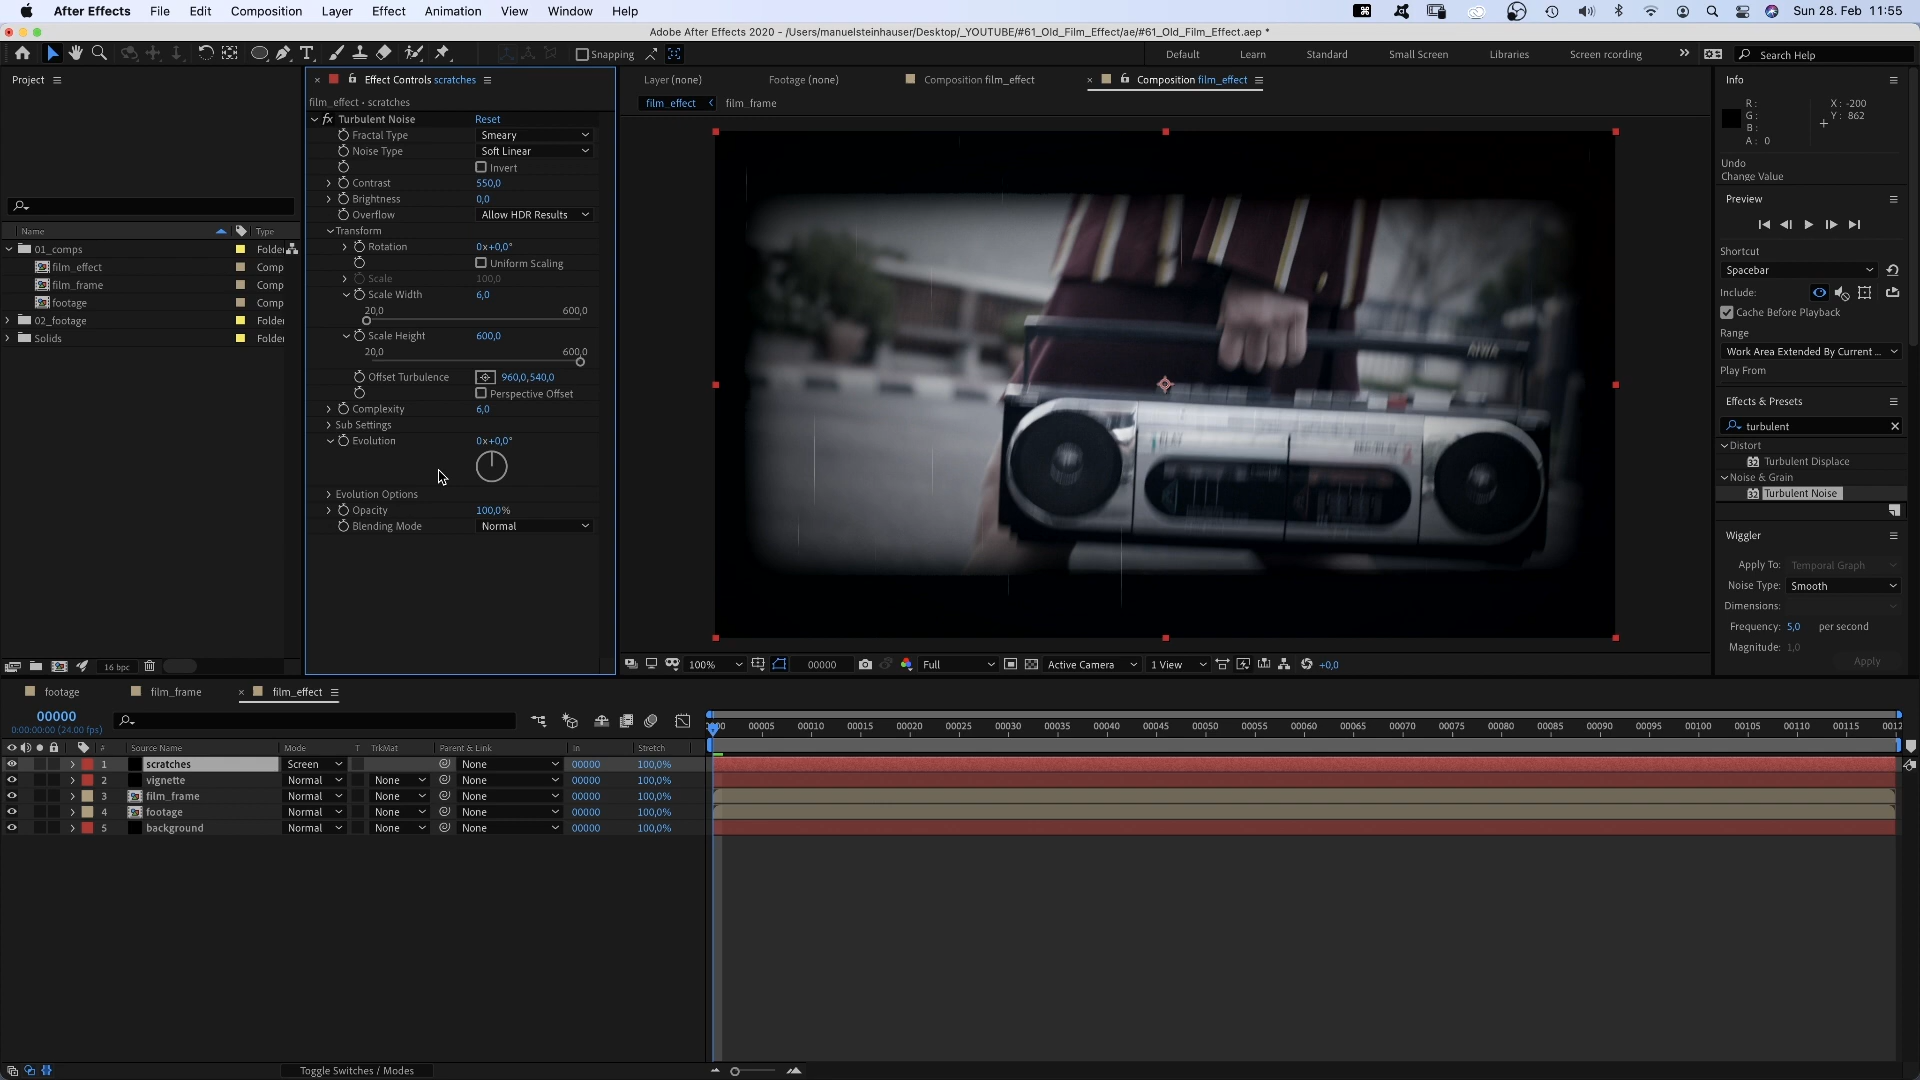 After Effects File Edit Composition Layer Effect Animation View Window Help Sun 28. Feb 11:55
Adobe After Effects 2020 - /Users/manuelsteinhauser/Desktop/_YOUTUBE/#61_Old_Film_Effect/ae/#61_Old_Film_Effect.aep *
Snapping Default Learn Standard Small Screen Libraries Screen recording Search Help
Project
Name Type
01_comps Folder
film_effect Comp
film_frame Comp
footage Comp
02_footage Folder
Solids Folder
16 bpc
Effect Controls scratches
film_effect • scratches
fx Turbulent Noise Reset
Fractal Type Smeary
Noise Type Soft Linear
Invert
Contrast 550,0
Brightness 0,0
Overflow Allow HDR Results
Transform
Rotation 0x+0,0°
Uniform Scaling
Scale 100,0
Scale Width 6,0
20,0 600,0
Scale Height 600,0
20,0 600,0
Offset Turbulence 960,0,540,0
Perspective Offset
Complexity 6,0
Sub Settings
Evolution 0x+0,0°
Evolution Options
Opacity 100,0%
Blending Mode Normal
Layer (none) Footage (none) Composition film_effect Composition film_effect
film_effect film_frame
AIWA
100% 00000 Full Active Camera 1 View +0,0
Info
R: X: -200
G: Y: 862
B:
A: 0
Undo
Change Value
Preview
Shortcut
Spacebar
Include:
Cache Before Playback
Range
Work Area Extended By Current ...
Play From
Effects & Presets
turbulent
Distort
Turbulent Displace
Noise & Grain
Turbulent Noise
Wiggler
Apply To: Temporal Graph
Noise Type: Smooth
Dimensions:
Frequency: 5,0 per second
Magnitude: 1,0
Apply
footage film_frame film_effect
00000
0:00:00:00 (24.00 fps)
00005 00010 00015 00020 00025 00030 00035 00040 00045 00050 00055 00060 00065 00070 00075 00080 00085 00090 00095 00100 00105 00110 00115
# Source Name Mode T TrkMat Parent & Link In Stretch
1 scratches Screen None 00000 100,0%
2 vignette Normal None None 00000 100,0%
3 film_frame Normal None None 00000 100,0%
4 footage Normal None None 00000 100,0%
5 background Normal None None 00000 100,0%
Toggle Switches / Modes